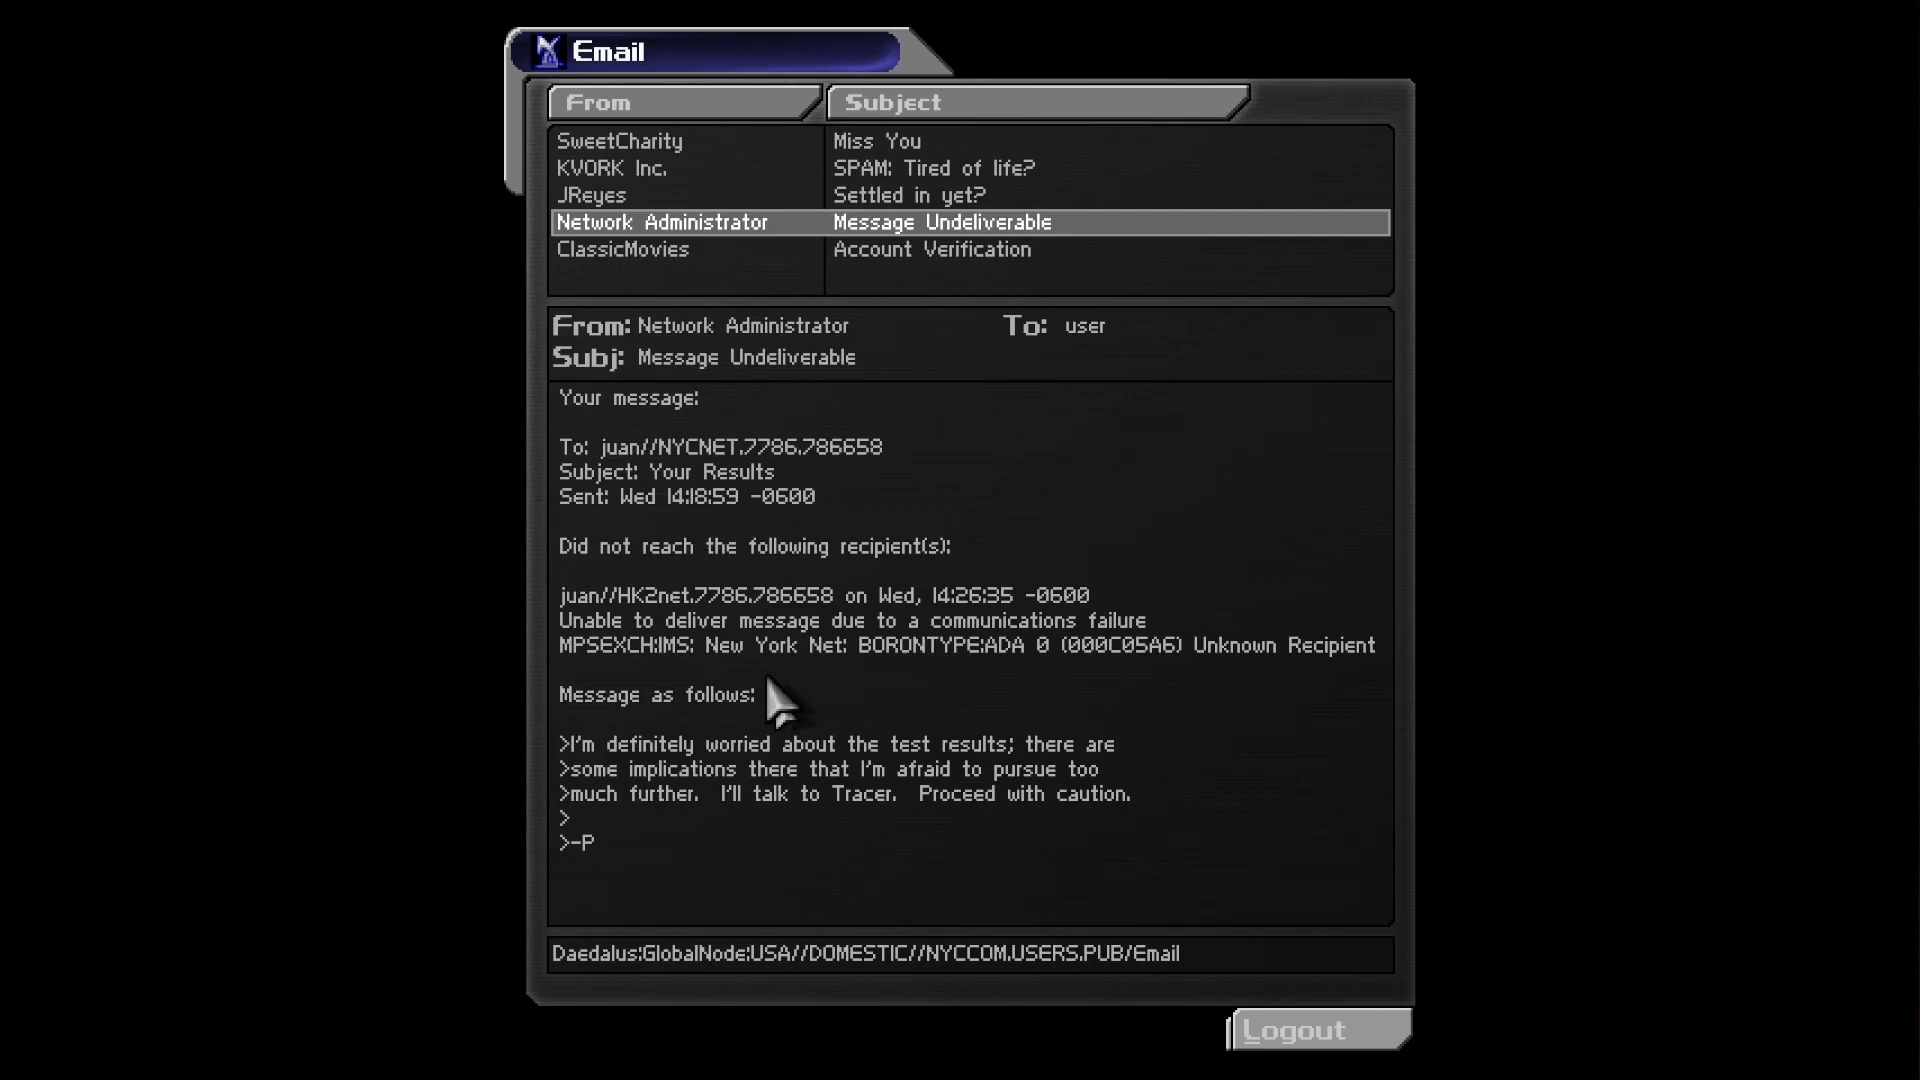 Email
From Subject
SweetCharity Miss You
KVORK Inc. SPAM: Tired of life?
JReyes Settled in yet?
Network Administrator Message Undeliverable
ClassicMovies Account Verification
From: Network Administrator To: user
Subj: Message Undeliverable
Your message:
To: juan//NYCNET.7786.786658
Subject: Your Results
Sent: Wed 14:18:59 -0600
Did not reach the following recipient(s):
juan//HK2net.7786.786658 on Wed, 14:26:35 -0600
Unable to deliver message due to a communications failure
MPSEXCH:IMS: New York Net: BORONTYPE:ADA 0 (000C05A6) Unknown Recipient
Message as follows:
>I'm definitely worried about the test results; there are
>some implications there that I'm afraid to pursue too
>much further.  I'll talk to Tracer.  Proceed with caution.
>
>-P
Daedalus:GlobalNode:USA//DOMESTIC//NYCCOM.USERS.PUB/Email
Logout